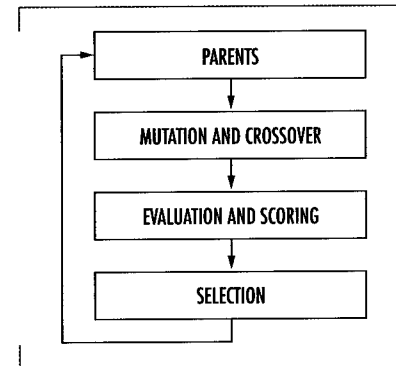 PARENTS
MUTATION AND CROSSOVER
EVALUATION AND SCORING
SELECTION